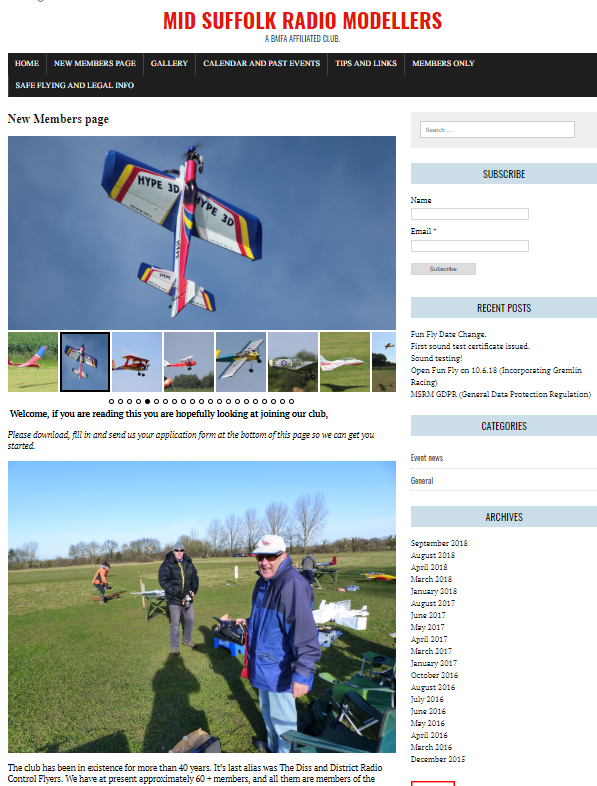 MID SUFFOLK RADIO MODELLERS
A BMFA AFFILIATED CLUB.
HOME
NEW MEMBERS PAGE
GALLERY
CALENDAR AND PAST EVENTS
TIPS AND LINKS
MEMBERS ONLY
SAFE FLYING AND LEGAL INFO
New Members page
HYPE 3D
HYPE 3D
HYPE
HYPE 3D
Welcome, if you are reading this you are hopefully looking at joining our club,
Please download, fill in and send us your application form at the bottom of this page so we can get you
started.
The club has been in existence for more than 40 years. It's last alias was The Diss and District Radio
Control Flyers. We have at present approximately 60 + members, and all them are members of the
Search …
SUBSCRIBE
Name
Email *
Subscribe
RECENT POSTS
Fun Fly Date Change.
First sound test certificate issued.
Sound testing!
Open Fun Fly on 10.6.18 (Incorporating Gremlin
Racing)
MSRM GDPR (General Data Protection Regulation)
CATEGORIES
Event news
General
ARCHIVES
September 2018
August 2018
April 2018
March 2018
January 2018
August 2017
June 2017
May 2017
April 2017
March 2017
January 2017
October 2016
August 2016
July 2016
June 2016
May 2016
April 2016
March 2016
December 2015